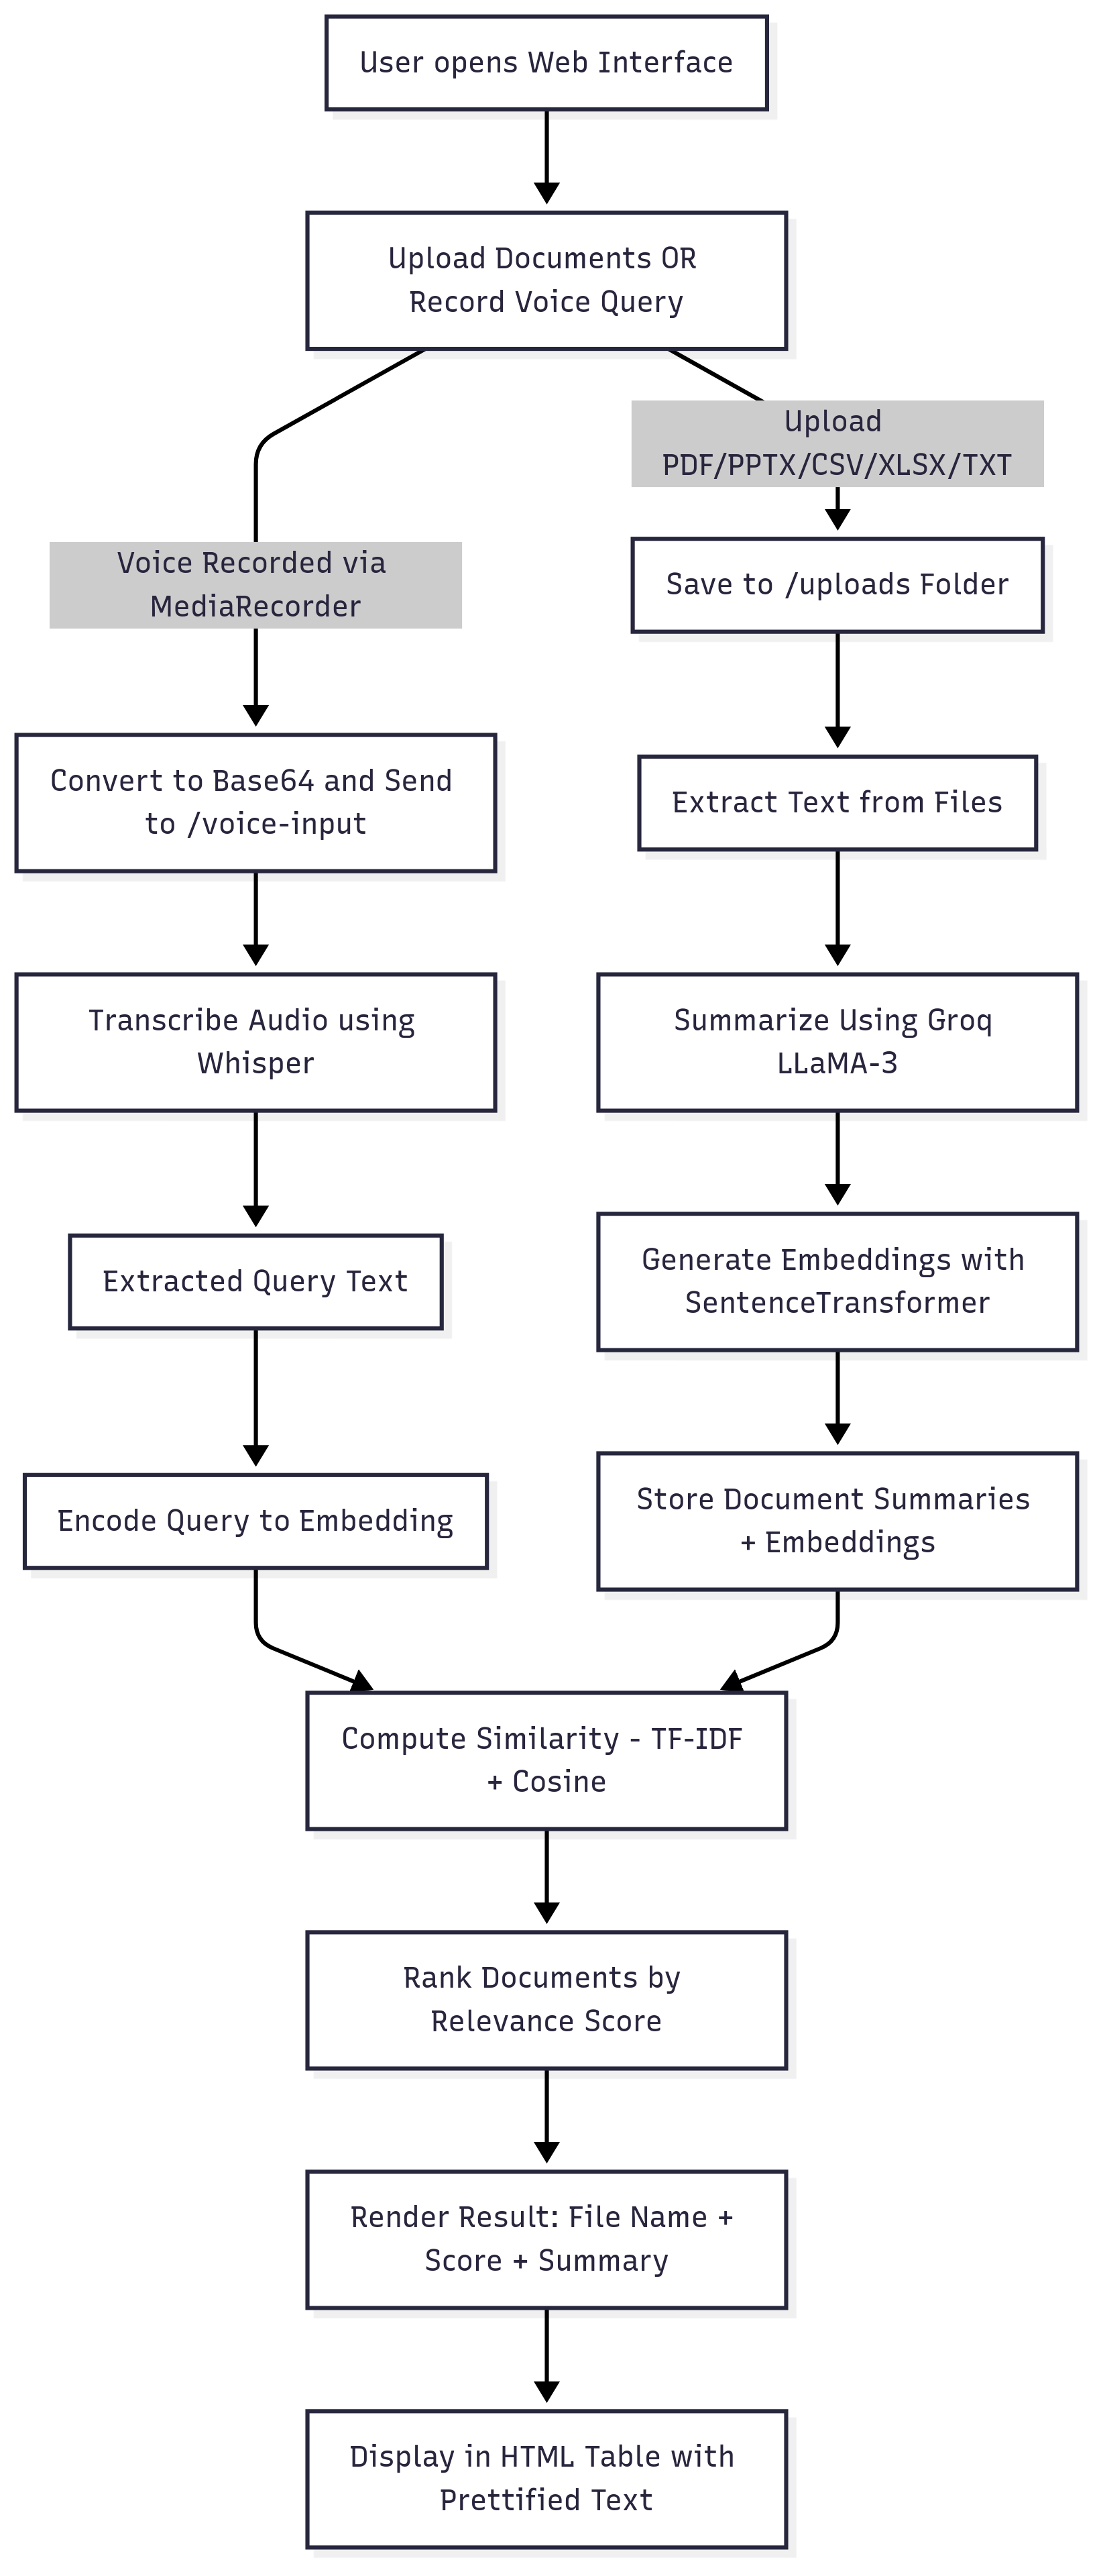 User opens Web Interface
Upload Documents OR
Record Voice Query
Upload
PDF/PPTX/CSV/XLSX/TXT
Voice Recorded via
MediaRecorder
Save to /uploads Folder
Convert to Base64 and Send
to /voice-input
Extract Text from Files
Transcribe Audio using
Whisper
Summarize Using Groq
LLaMA-3
Extracted Query Text
Generate Embeddings with
SentenceTransformer
Encode Query to Embedding
Store Document Summaries
+ Embeddings
Compute Similarity - TF-IDF
+ Cosine
Rank Documents by
Relevance Score
Render Result: File Name +
Score + Summary
Display in HTML Table with
Prettified Text